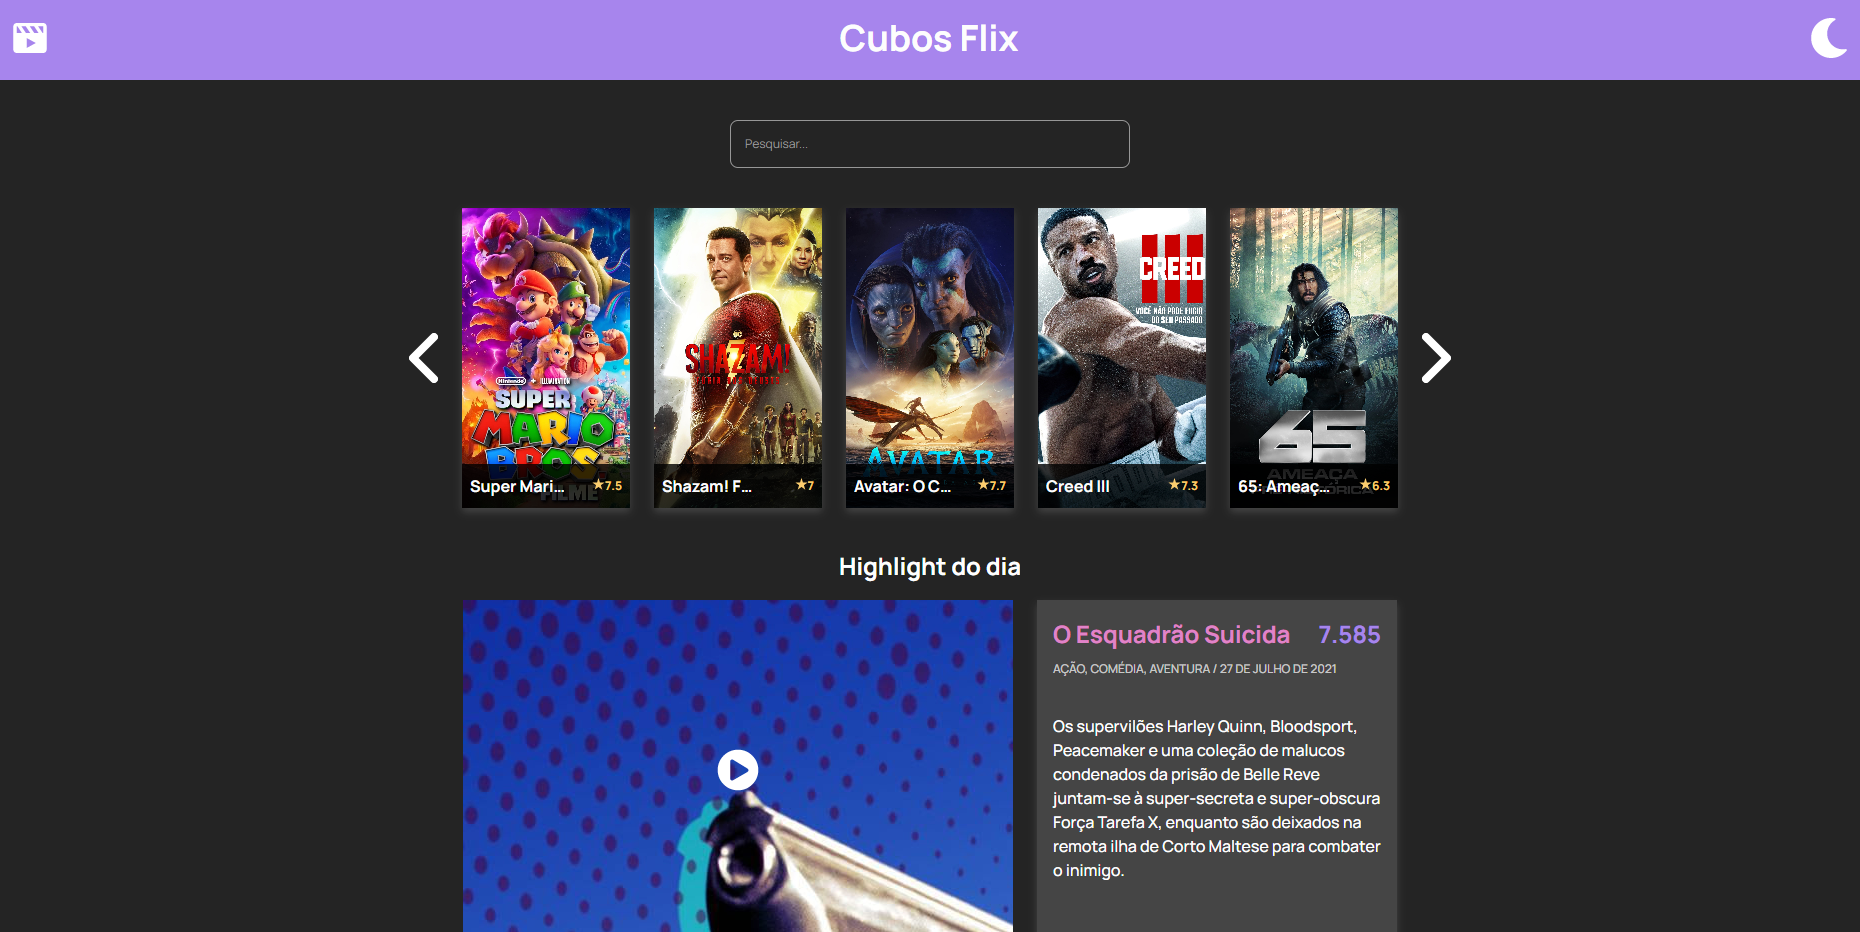 Cubos Flix
Pesquisar...
Nintendo + ILLUMINATION
SUPER
MARIO
BROS
FILME
Super Mari...
★7.5
DC
SHAZAM!
Shazam! F...
★7
AVATAR
Avatar: O C...
★7.7
III
CREED
VOCÊ NÃO PODE FUGIR
DO SEU PASSADO
Creed III
★7.3
65
AMEAÇA
65: Ameaç...
★6.3
Highlight do dia
O Esquadrão Suicida
7.585
AÇÃO, COMÉDIA, AVENTURA / 27 DE JULHO DE 2021
Os supervilões Harley Quinn, Bloodsport,
Peacemaker e uma coleção de malucos
condenados da prisão de Belle Reve
juntam-se à super-secreta e super-obscura
Força Tarefa X, enquanto são deixados na
remota ilha de Corto Maltese para combater
o inimigo.